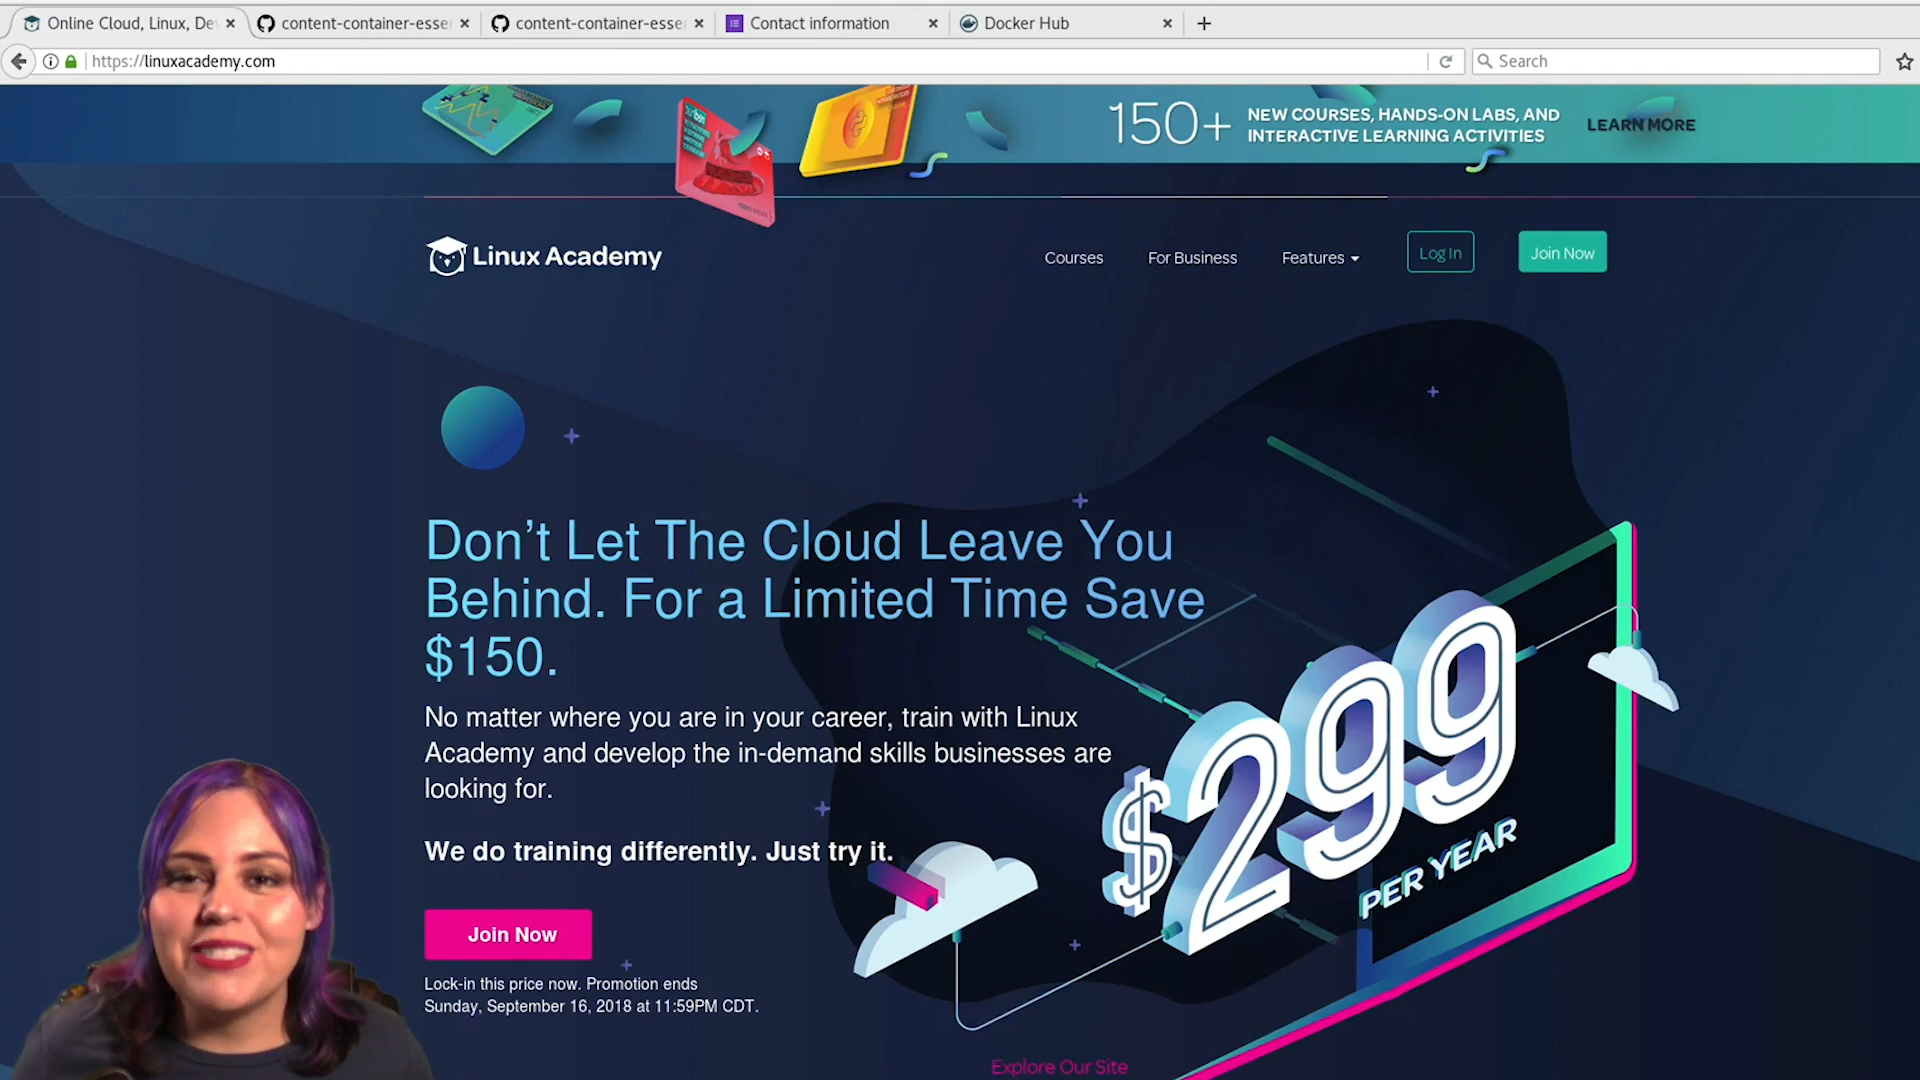 Online Cloud, Linux, De
content-container-esse
content-container-esse
Contact information
Docker Hub
https://linuxacademy.com
Search
150+
NEW COURSES, HANDS-ON LABS, AND
INTERACTIVE LEARNING ACTIVITIES
LEARN MORE
Linux Academy
Courses
For Business
Features
Log In
Join Now
Don't Let The Cloud Leave You
Behind. For a Limited Time Save
$150.
No matter where you are in your career, train with Linux
Academy and develop the in-demand skills businesses are
looking for.
We do training differently. Just try it.
$299
PER YEAR
Join Now
Lock-in this price now. Promotion ends
Sunday, September 16, 2018 at 11:59PM CDT.
Explore Our Site